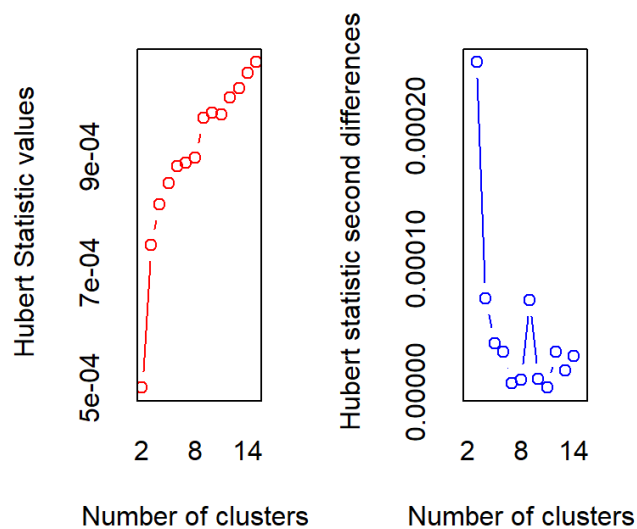 Hubert Statistic values
5e-04 7e-04 9e-04
2 8 14
Number of clusters
Hubert statistic second differences
0.00000 0.00010 0.00020
2 8 14
Number of clusters